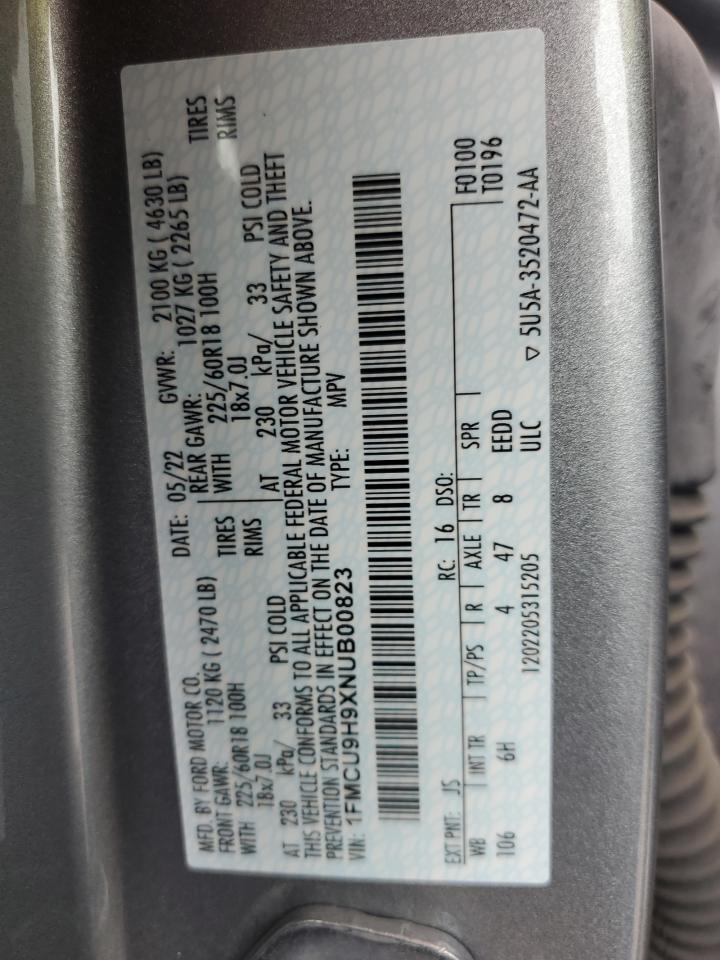 MFD. BY FORD MOTOR CO. DATE: 05/22 GVWR: 2100 KG ( 4630 LB)
FRONT GAWR: 1120 KG ( 2470 LB) REAR GAWR: 1027 KG ( 2265 LB)
WITH 225/60R18 100H TIRES WITH 225/60R18 100H TIRES
18x7.0J RIMS 18x7.0J RIMS
AT 230 kPa/ 33 PSI COLD AT 230 kPa/ 33 PSI COLD
THIS VEHICLE CONFORMS TO ALL APPLICABLE FEDERAL MOTOR VEHICLE SAFETY AND THEFT
PREVENTION STANDARDS IN EFFECT ON THE DATE OF MANUFACTURE SHOWN ABOVE.
VIN: 1FMCU9H9XNUB00823 TYPE: MPV
EXT PNT: JS RC: 16 DSO: F0100
WB INT TR TP/PS R AXLE TR SPR T0196
106 6H 4 47 8 EEDD
1202205315205 ULC ▽ 5U5A-3520472-AA